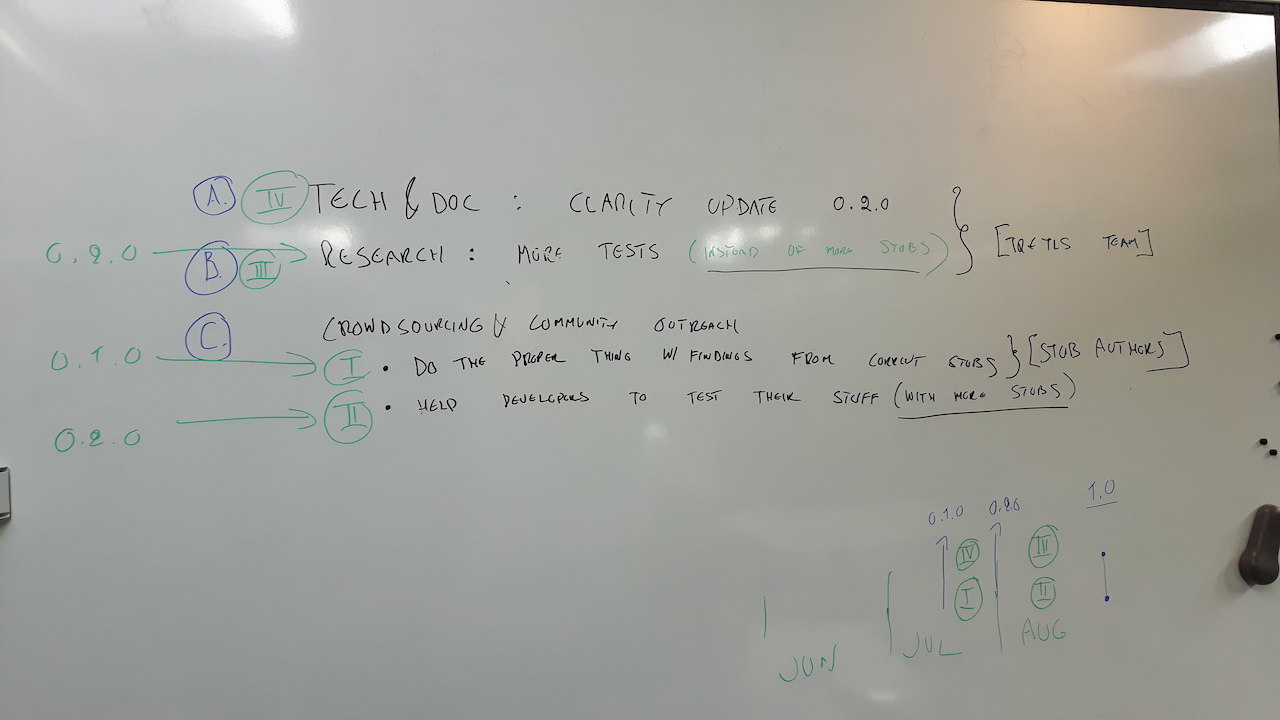 A. IV TECH & DOC : CLARITY UPDATE 0.2.0
0.2.0 B. III RESEARCH : MORE TESTS (INSTEAD OF MORE STUBS) [TRETLS TEAM]
C. CROWDSOURCING & COMMUNITY OUTREACH
0.1.0 I • DO THE PROPER THING W/ FINDINGS FROM CURRENT STUBS [STUB AUTHORS]
0.2.0 II • HELP DEVELOPERS TO TEST THEIR STUFF (WITH MORE STUBS)
0.1.0 0.2.0 1.0
IV III
I II
JUN JUL AUG